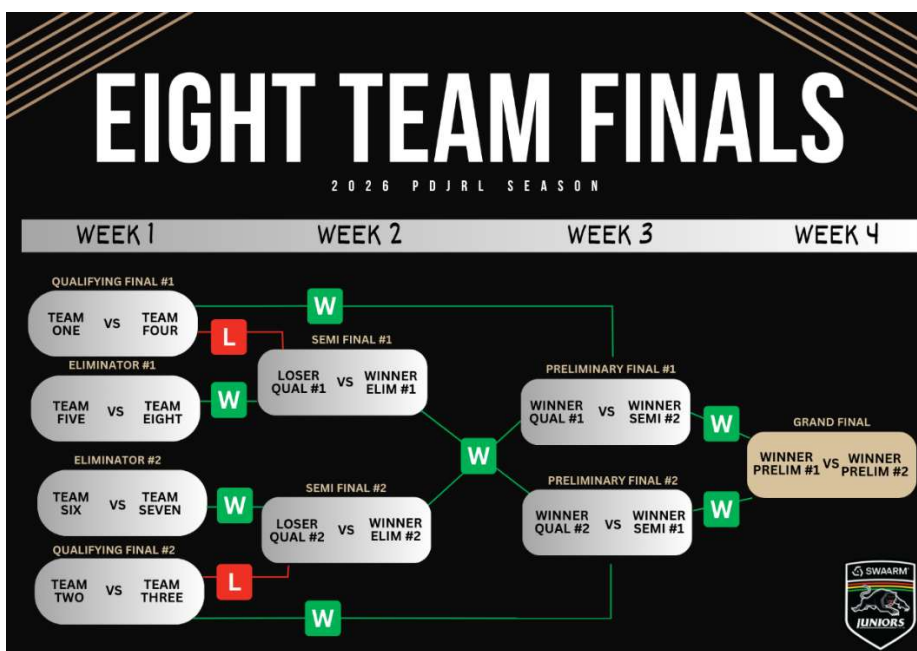 EIGHT TEAM FINALS
2026 PDJRL SEASON
WEEK 1
WEEK 2
WEEK 3
WEEK 4
QUALIFYING FINAL #1
TEAM ONE VS TEAM FOUR
W
L
ELIMINATOR #1
TEAM FIVE VS TEAM EIGHT
W
ELIMINATOR #2
TEAM SIX VS TEAM SEVEN
W
QUALIFYING FINAL #2
TEAM TWO VS TEAM THREE
L
W
SEMI FINAL #1
LOSER QUAL #1 VS WINNER ELIM #1
SEMI FINAL #2
LOSER QUAL #2 VS WINNER ELIM #2
W
PRELIMINARY FINAL #1
WINNER QUAL #1 VS WINNER SEMI #2
W
PRELIMINARY FINAL #2
WINNER QUAL #2 VS WINNER SEMI #1
W
GRAND FINAL
WINNER PRELIM #1 VS WINNER PRELIM #2
SWAARM
JUNIORS